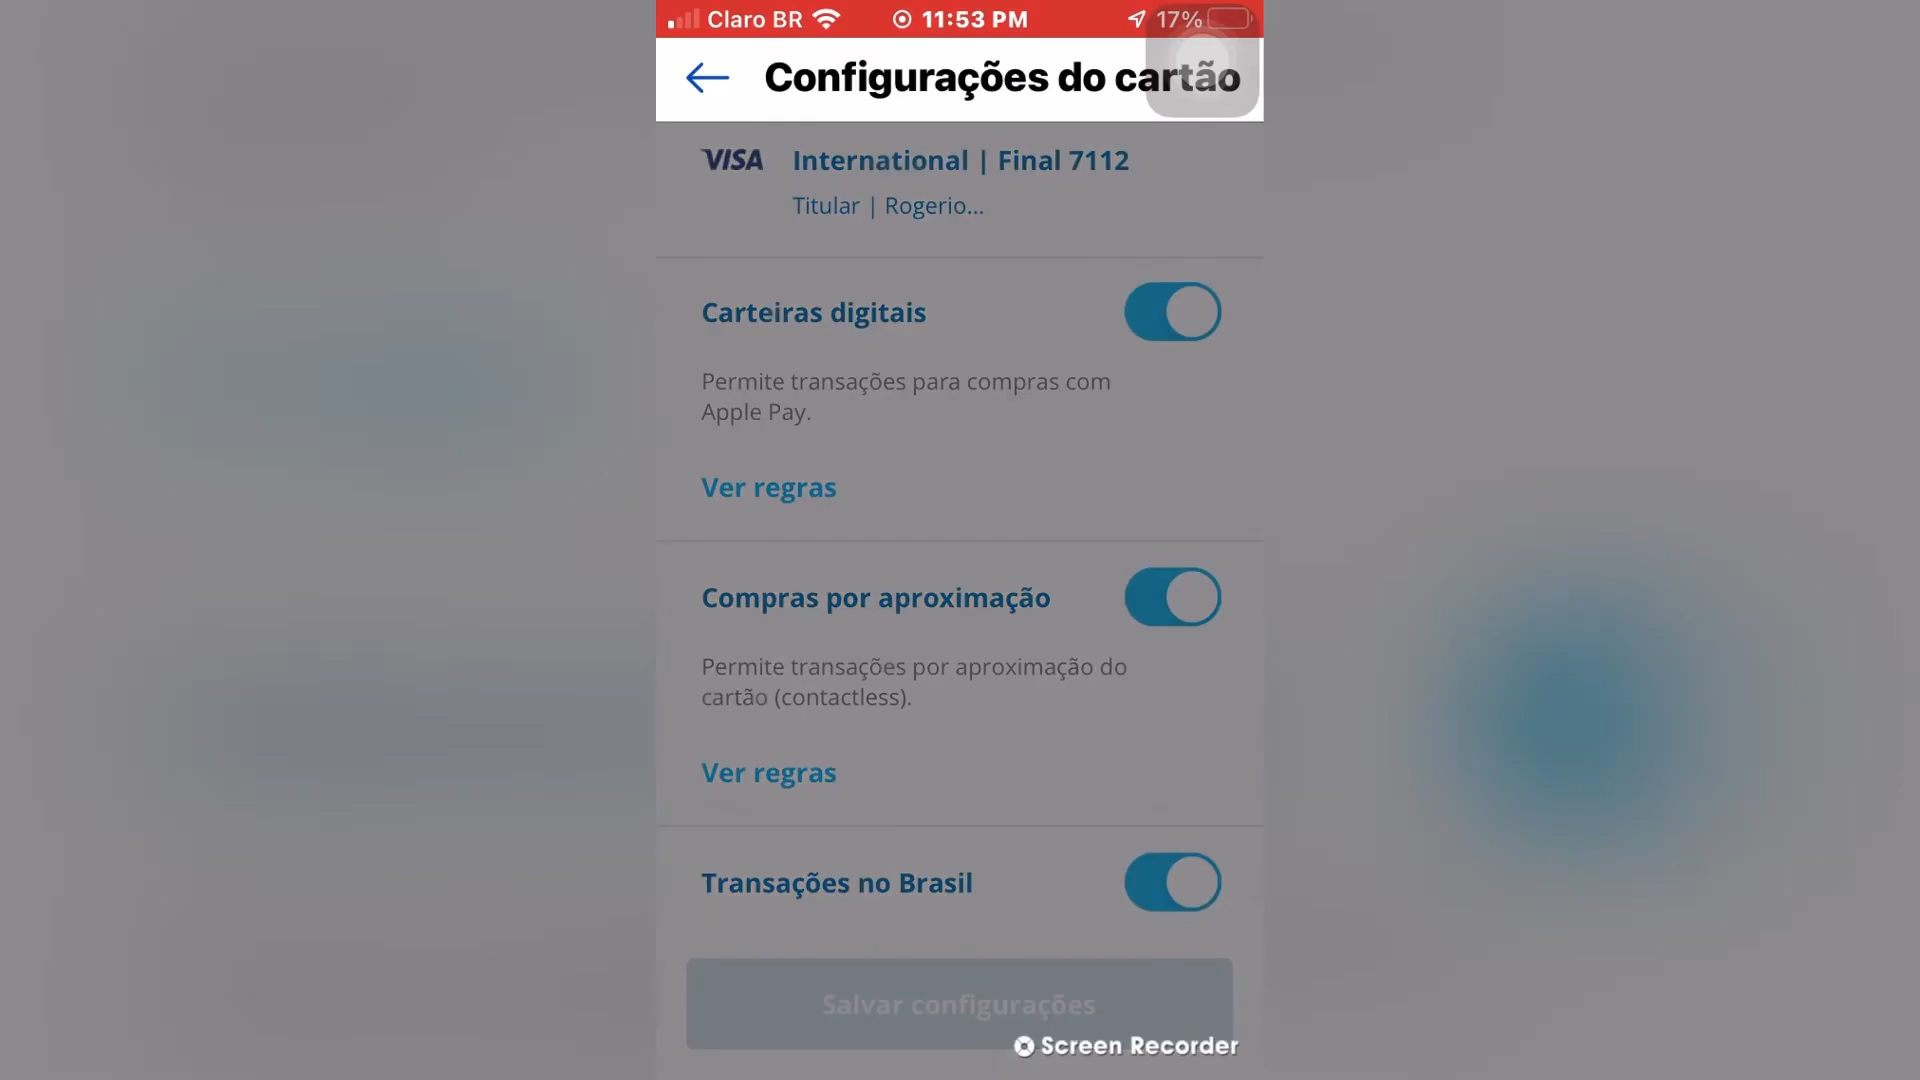 Claro BR 11:53 PM 17%
Configurações do cartão
VISA International | Final 7112
Titular | Rogerio...
Carteiras digitais
Permite transações para compras com
Apple Pay.
Ver regras
Compras por aproximação
Permite transações por aproximação do
cartão (contactless).
Ver regras
Transações no Brasil
Salvar configurações
Screen Recorder